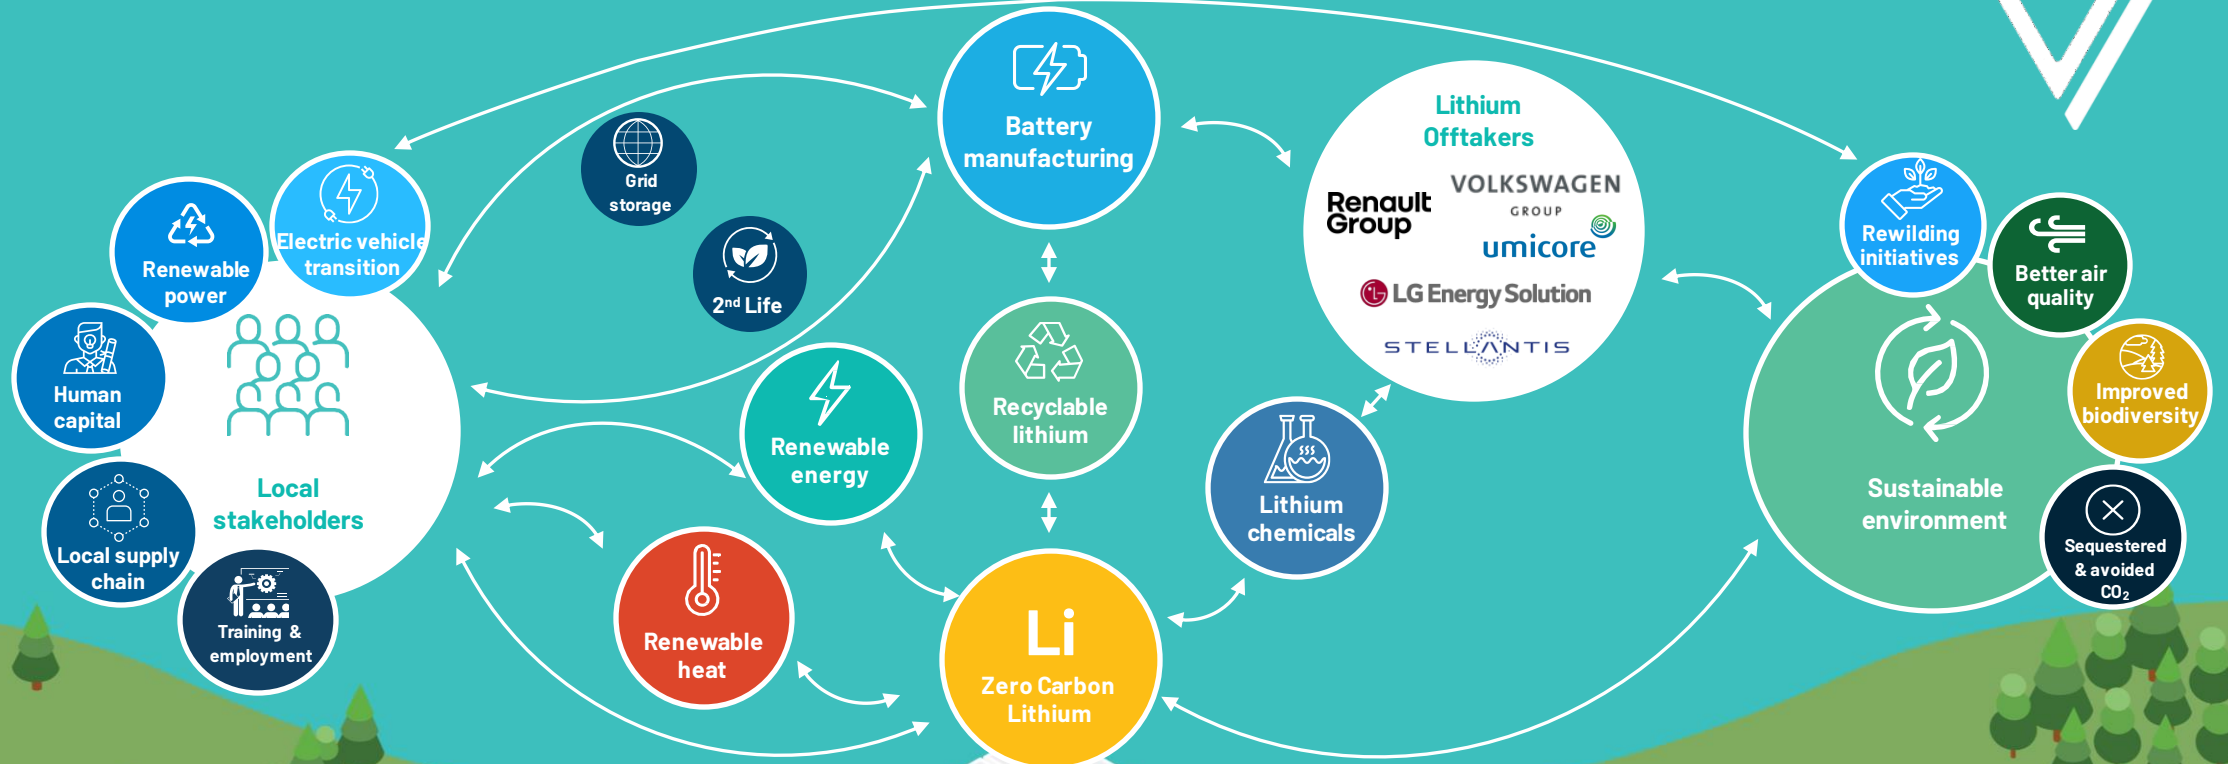 Electric vehicle
transition
Renewable
power
Human
capital
Local supply
chain
Training &
employment
Local
stakeholders
Grid
storage
2nd Life
Renewable
energy
Renewable
heat
Battery
manufacturing
Recyclable
lithium
Li
Zero Carbon
Lithium
Lithium
chemicals
Lithium
Offtakers
Renault
Group
VOLKSWAGEN
GROUP
umicore
LG Energy Solution
STELLANTIS
Rewilding
initiatives
Better air
quality
Improved
biodiversity
Sequestered
& avoided
CO₂
Sustainable
environment